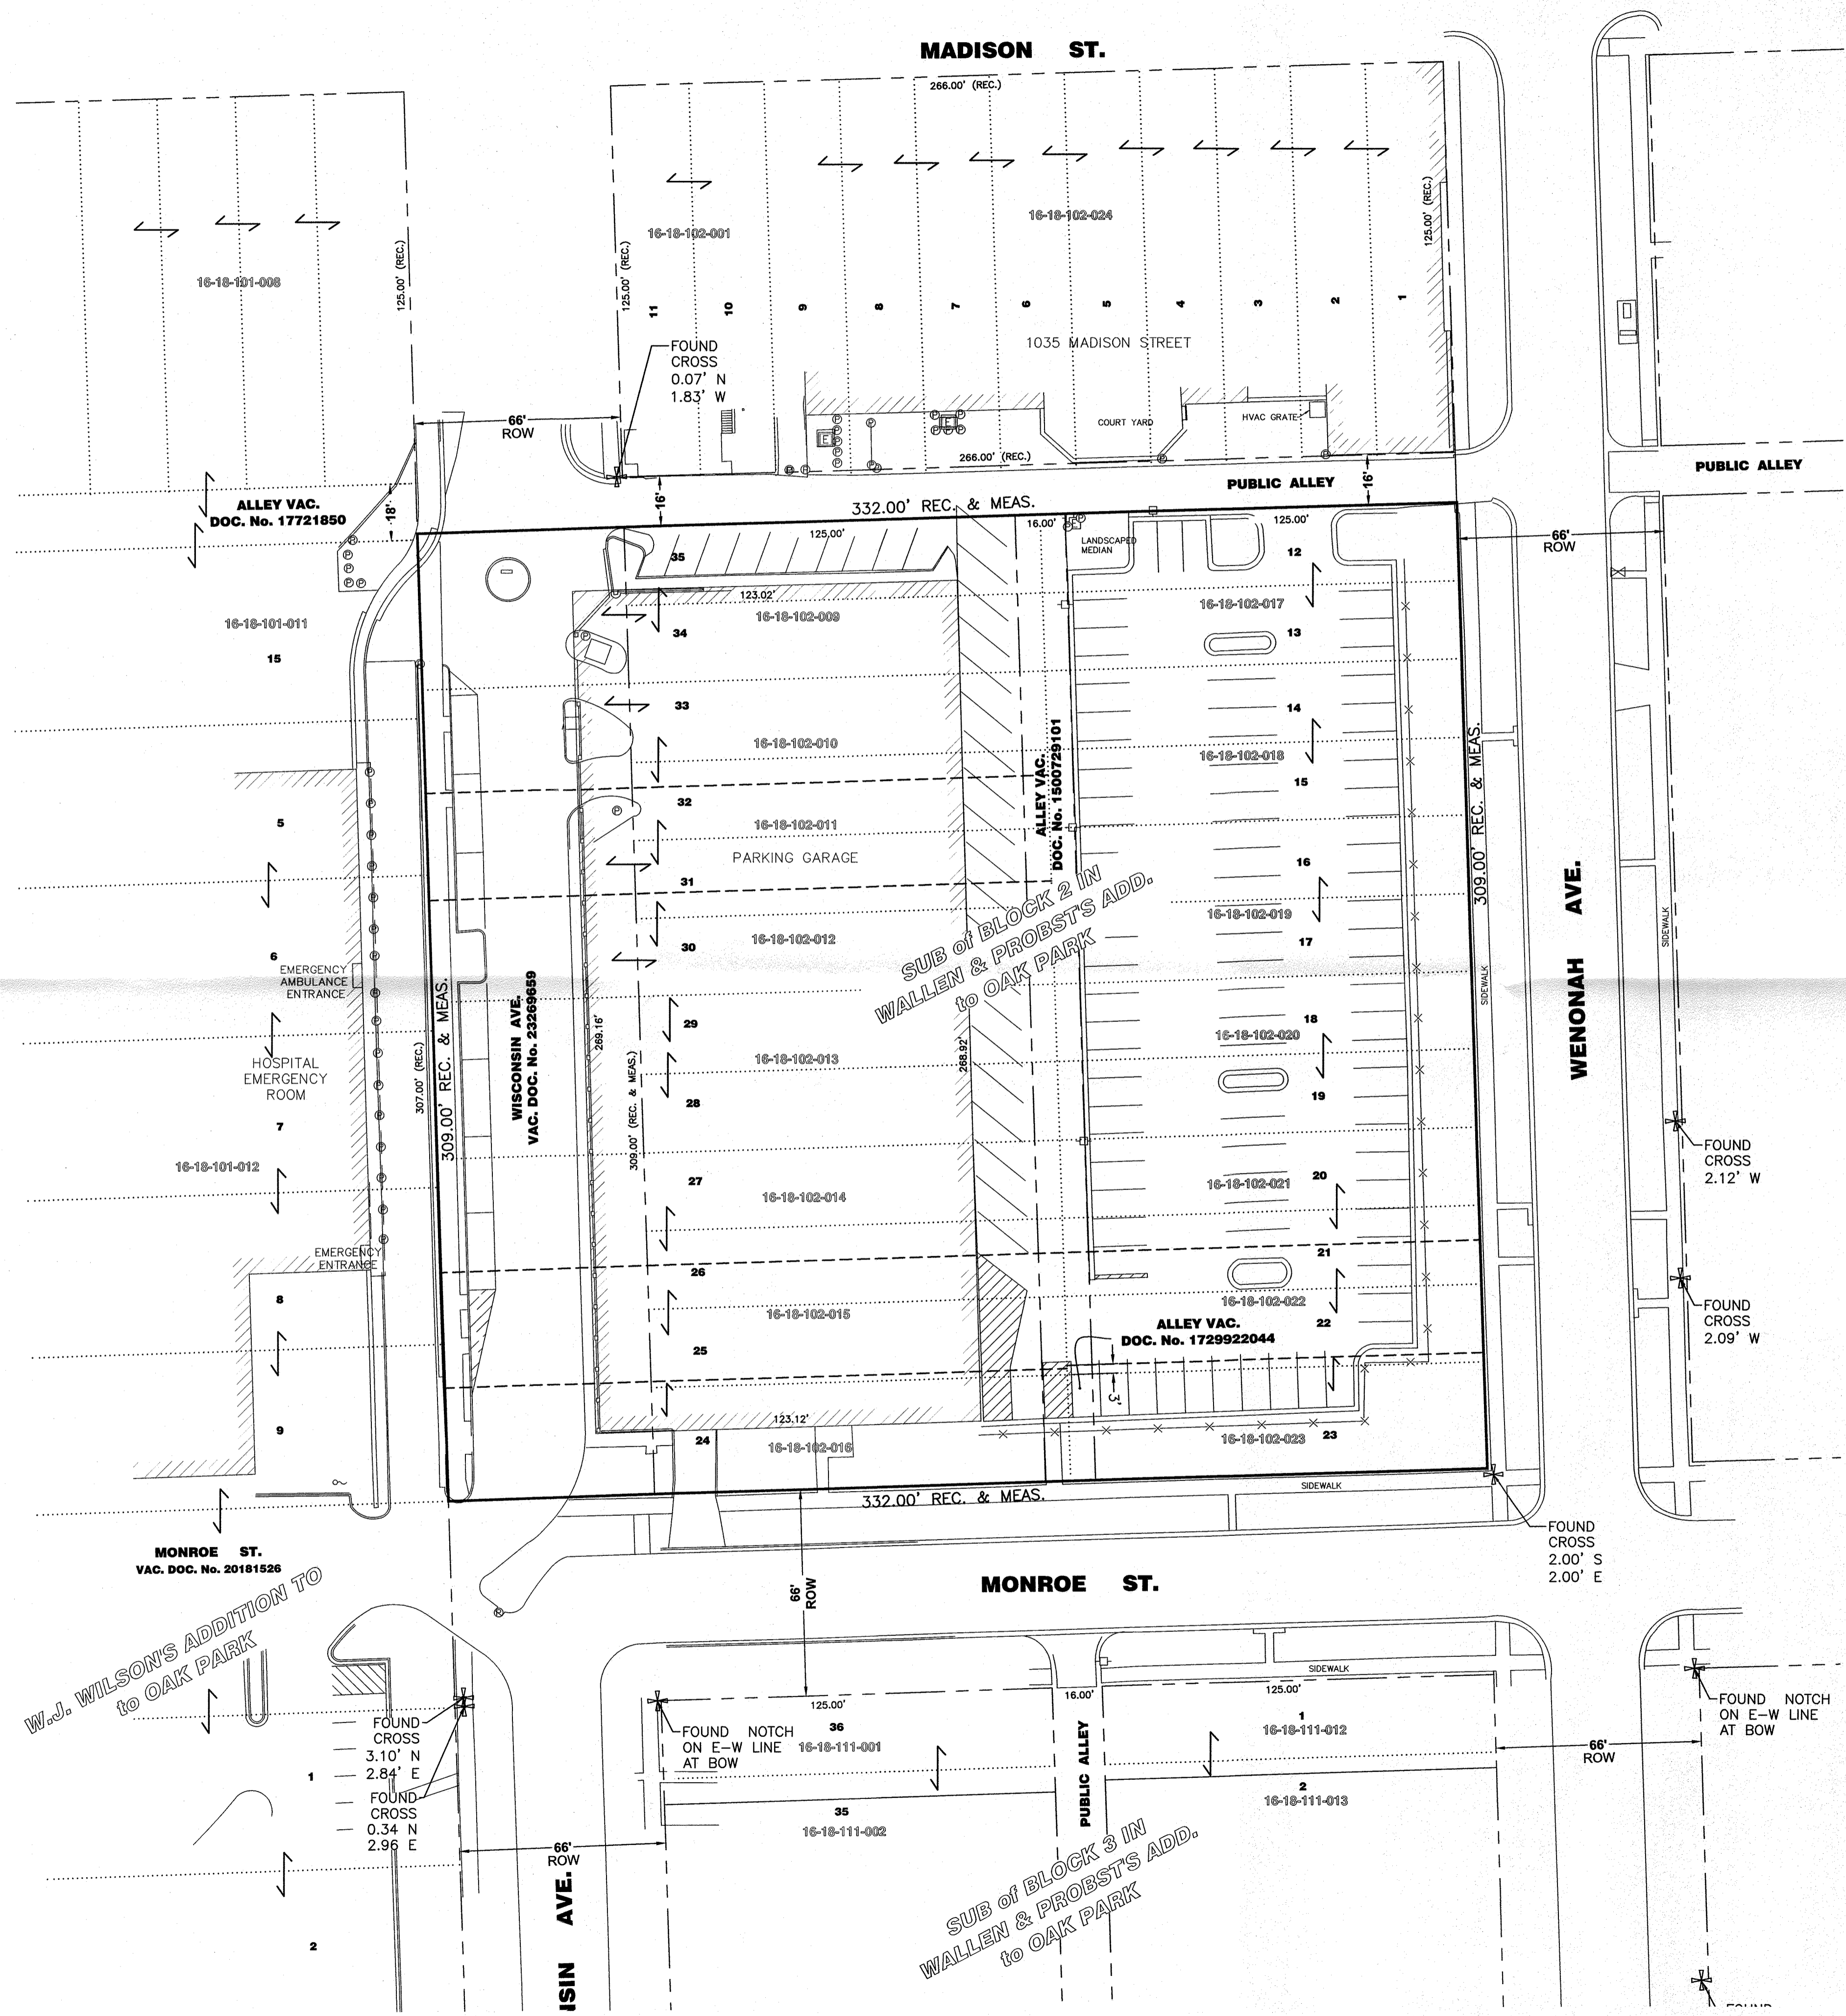 MADISON ST.
266.00' (REC.)
125.00' (REC.)
125.00' (REC.)
125.00' (REC.)
16-18-101-008
16-18-102-001
16-18-102-024
11
10
9
8
7
6
5
4
3
2
1
1035 MADISON STREET
FOUND
CROSS
0.07' N
1.83' W
66'
ROW
E
E
COURT YARD
HVAC GRATE
266.00' (REC.)
PUBLIC ALLEY
PUBLIC ALLEY
16'
16'
ALLEY VAC.
DOC. No. 17721850
18'
332.00' REC. & MEAS.
125.00'
16.00'
E
LANDSCAPED
MEDIAN
125.00'
66'
ROW
35
12
123.02'
16-18-102-009
16-18-102-017
16-18-101-011
15
34
13
33
14
16-18-102-010
16-18-102-018
ALLEY VAC.
DOC. No. 1500729101
309.00' REC. & MEAS.
15
32
16-18-102-011
5
PARKING GARAGE
16
31
SUB of BLOCK 2 IN
WALLEN & PROBST'S ADD.
to OAK PARK
16-18-102-019
30
16-18-102-012
17
WENONAH AVE.
SIDEWALK
SIDEWALK
6
EMERGENCY
AMBULANCE
ENTRANCE
29
18
16-18-102-020
WISCONSIN AVE.
VAC. DOC. No. 23269659
269.16'
268.92'
16-18-102-013
HOSPITAL
EMERGENCY
ROOM
307.00' (REC.)
309.00' REC. & MEAS.
309.00' (REC. & MEAS.)
28
19
7
16-18-101-012
27
16-18-102-014
20
16-18-102-021
FOUND
CROSS
2.12' W
EMERGENCY
ENTRANCE
21
26
8
16-18-102-015
16-18-102-022
FOUND
CROSS
2.09' W
ALLEY VAC.
DOC. No. 1729922044
22
25
3'
9
123.12'
24
16-18-102-016
16-18-102-023
23
332.00' REC. & MEAS.
SIDEWALK
MONROE ST.
VAC. DOC. No. 20181526
FOUND
CROSS
2.00' S
2.00' E
66'
ROW
MONROE ST.
W.J. WILSON'S ADDITION TO
to OAK PARK
SIDEWALK
125.00'
16.00'
125.00'
FOUND
CROSS
3.10' N
2.84' E
FOUND NOTCH
ON E-W LINE
AT BOW
36
16-18-111-001
1
16-18-111-012
FOUND NOTCH
ON E-W LINE
AT BOW
66'
ROW
PUBLIC ALLEY
1
FOUND
CROSS
0.34 N
2.96 E
2
16-18-111-013
35
16-18-111-002
66'
ROW
SUB of BLOCK 3 IN
WALLEN & PROBST'S ADD.
to OAK PARK
2
NSIN AVE.
FOUND